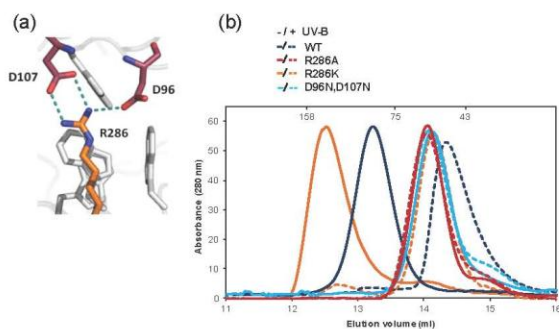 (a)
D107
D96
R286
(b)
- / + UV-B
WT
R286A
R286K
D96N,D107N
158 75 43
60
50
40
30
20
10
0
Absorbance (280 nm)
11 12 13 14 15 16
Elution volume (ml)